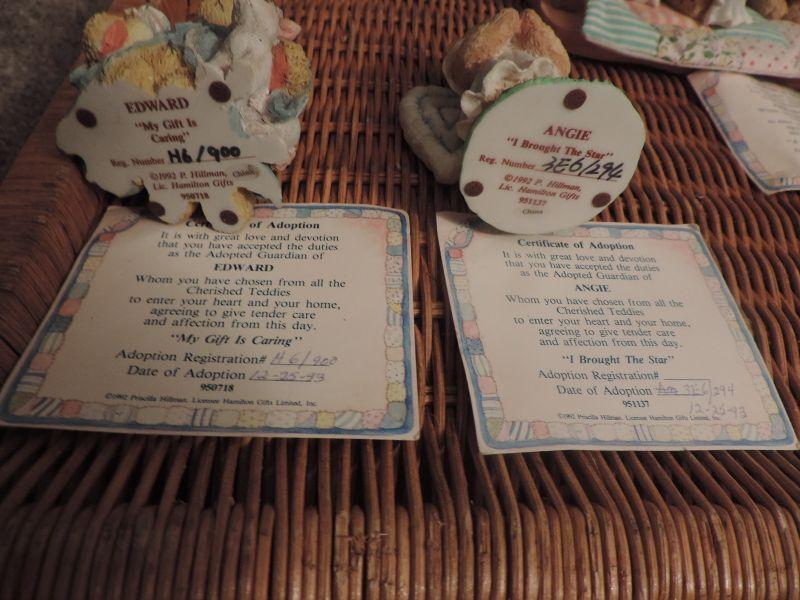 EDWARD
"My Gift Is
Caring"
Reg. Number H6/900
©1992 P. Hillman, China
Lic. Hamilton Gifts
950718
ANGIE
"I Brought The Star"
Reg. Number 3E6/294
©1992 P. Hillman,
Lic. Hamilton Gifts
951137
China
Certificate of Adoption
It is with great love and devotion
that you have accepted the duties
as the Adopted Guardian of
EDWARD
Whom you have chosen from all the
Cherished Teddies
to enter your heart and your home,
agreeing to give tender care
and affection from this day.
"My Gift Is Caring"
Adoption Registration# H6/900
Date of Adoption 12-25-93
950718
©1992 Priscilla Hillman, Licensee Hamilton Gifts Limited, Inc.
Certificate of Adoption
It is with great love and devotion
that you have accepted the duties
as the Adopted Guardian of
ANGIE
Whom you have chosen from all the
Cherished Teddies
to enter your heart and your home,
agreeing to give tender care
and affection from this day.
"I Brought The Star"
Adoption Registration#
Date of Adoption 3E6/294
951137
12-25-93
©1992 Priscilla Hillman, Licensee Hamilton Gifts Limited, Inc.